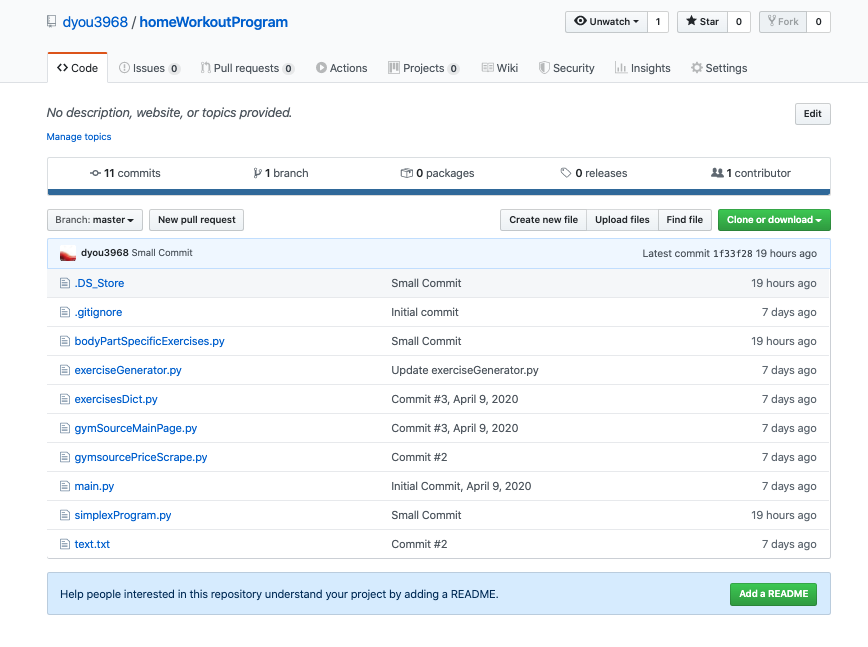 dyou3968 / homeWorkoutProgram Unwatch 1 Star 0 Fork 0
Code Issues 0 Pull requests 0 Actions Projects 0 Wiki Security Insights Settings
No description, website, or topics provided. Edit
Manage topics
11 commits 1 branch 0 packages 0 releases 1 contributor
Branch: master New pull request Create new file Upload files Find file Clone or download
dyou3968 Small Commit Latest commit 1f33f28 19 hours ago
.DS_Store Small Commit 19 hours ago
.gitignore Initial commit 7 days ago
bodyPartSpecificExercises.py Small Commit 19 hours ago
exerciseGenerator.py Update exerciseGenerator.py 7 days ago
exercisesDict.py Commit #3, April 9, 2020 7 days ago
gymSourceMainPage.py Commit #3, April 9, 2020 7 days ago
gymsourcePriceScrape.py Commit #2 7 days ago
main.py Initial Commit, April 9, 2020 7 days ago
simplexProgram.py Small Commit 19 hours ago
text.txt Commit #2 7 days ago
Help people interested in this repository understand your project by adding a README. Add a README